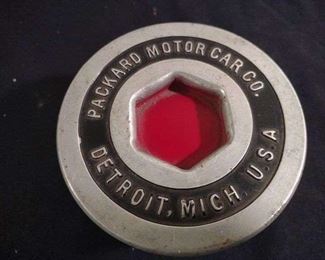 PACKARD MOTOR CAR CO.
DETROIT, MICH. U.S.A